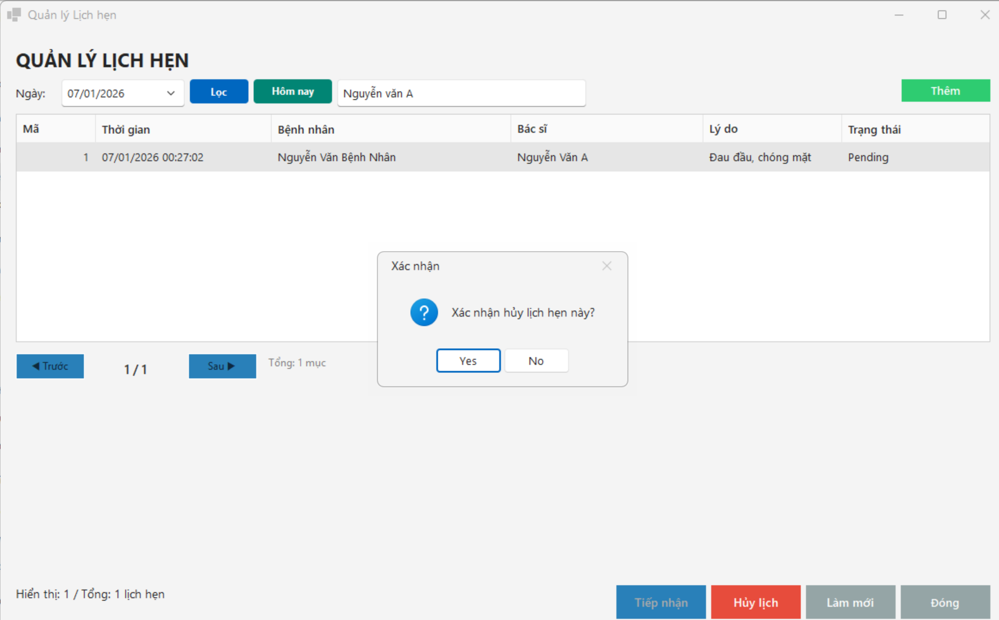 Quản lý Lịch hẹn
QUẢN LÝ LỊCH HẸN
Ngày: 07/01/2026 Lọc Hôm nay Nguyễn văn A Thêm
Mã Thời gian Bệnh nhân Bác sĩ Lý do Trạng thái
1 07/01/2026 00:27:02 Nguyễn Văn Bệnh Nhân Nguyễn Văn A Đau đầu, chóng mặt Pending
Xác nhận
? Xác nhận hủy lịch hẹn này?
Yes No
◀ Trước 1 / 1 Sau ▶ Tổng: 1 mục
Hiển thị: 1 / Tổng: 1 lịch hẹn Tiếp nhận Hủy lịch Làm mới Đóng